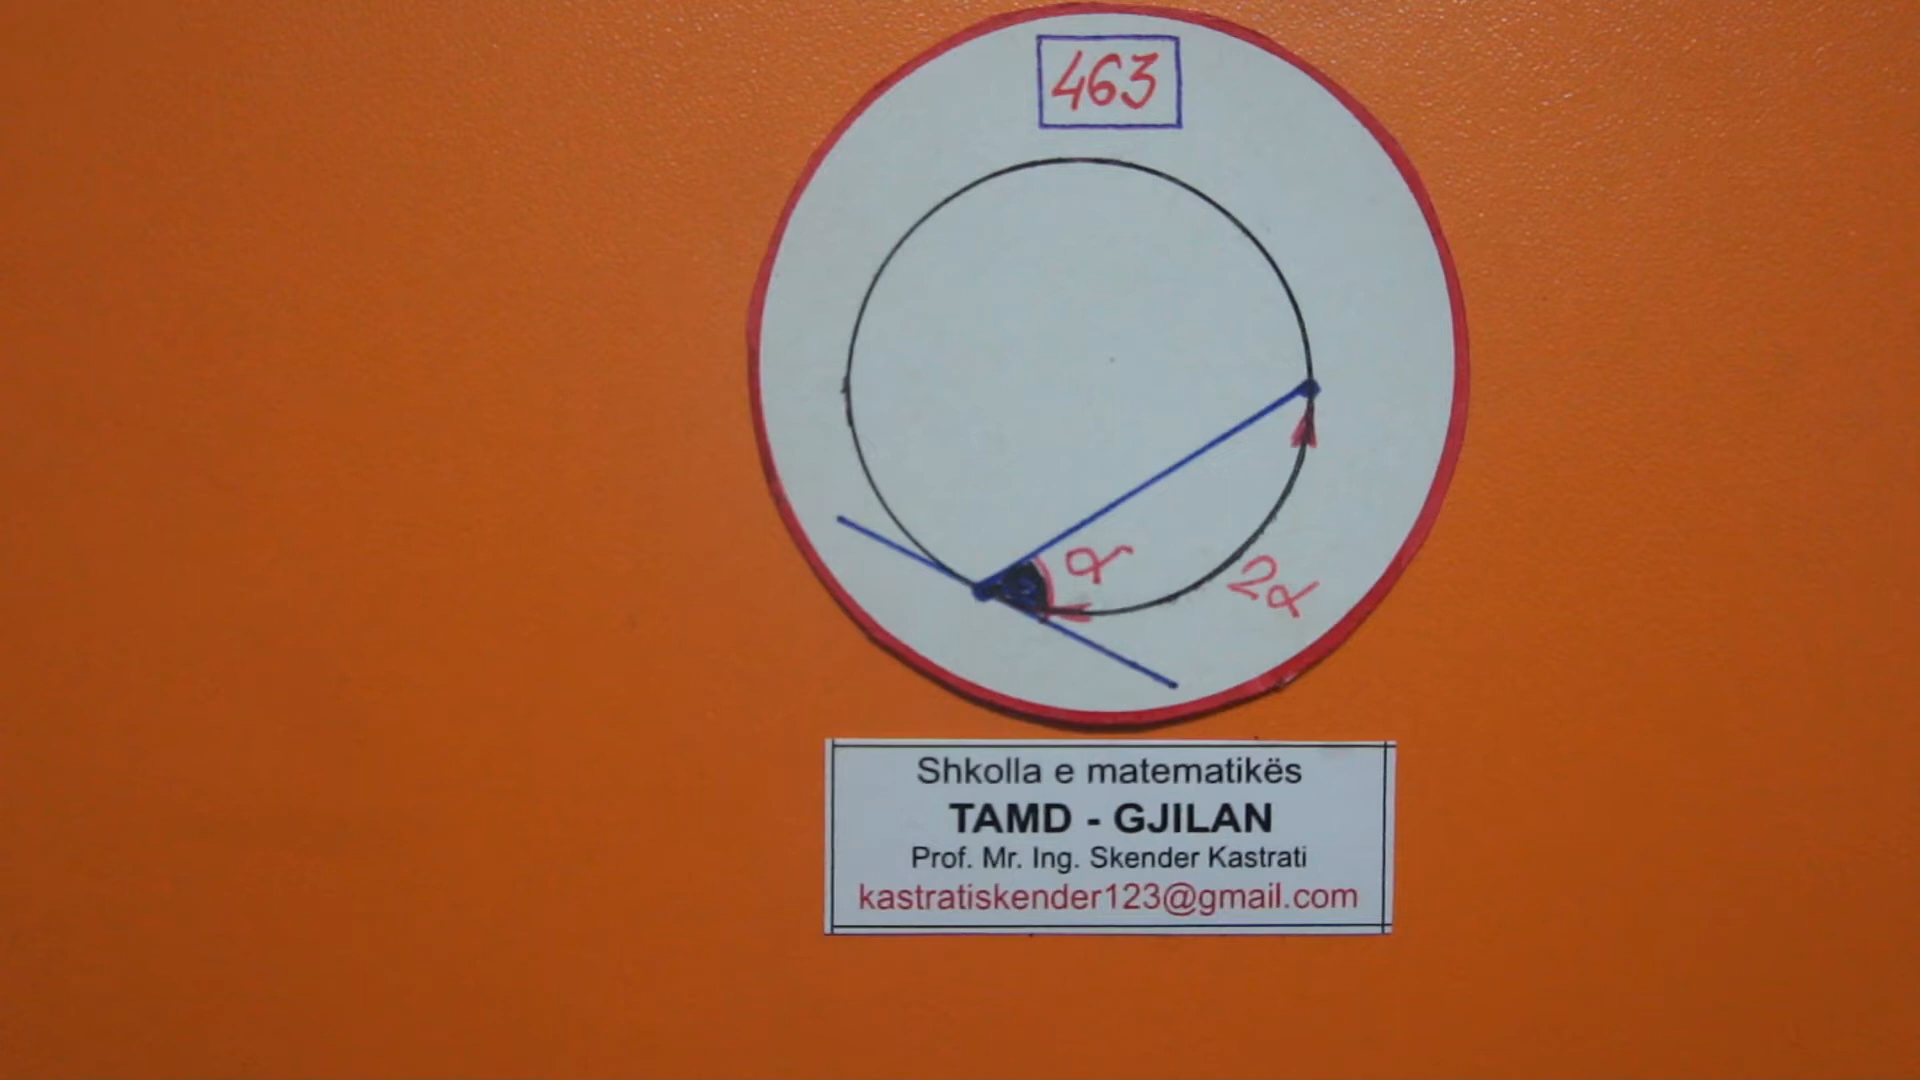 463
α
2α
Shkolla e matematikës
TAMD - GJILAN
Prof. Mr. Ing. Skender Kastrati
kastratiskender123@gmail.com